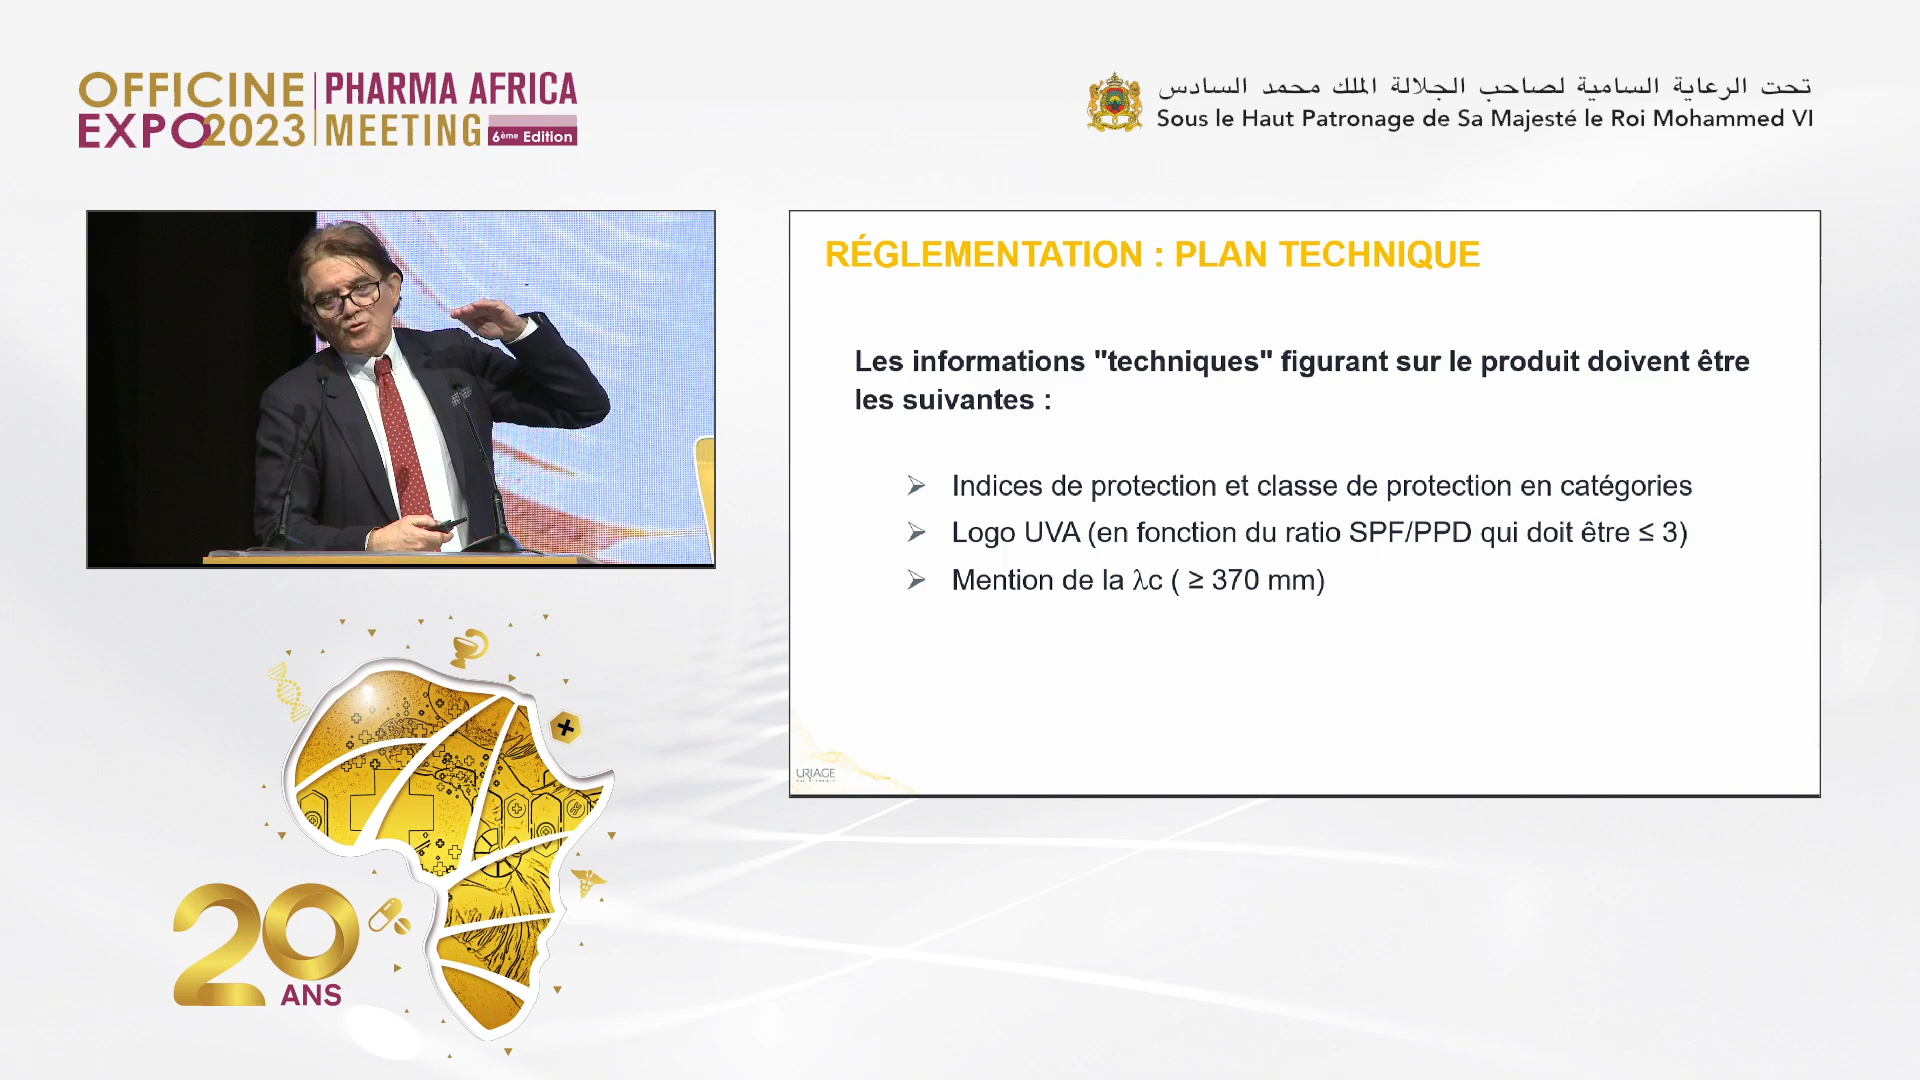 OFFICINE
EXPO2023
PHARMA AFRICA
MEETING
6ème Edition
تحت الرعاية السامية لصاحب الجلالة الملك محمد السادس
Sous le Haut Patronage de Sa Majesté le Roi Mohammed VI
RÉGLEMENTATION : PLAN TECHNIQUE
Les informations "techniques" figurant sur le produit doivent être
les suivantes :
Indices de protection et classe de protection en catégories
Logo UVA (en fonction du ratio SPF/PPD qui doit être ≤ 3)
Mention de la λc ( ≥ 370 mm)
URIAGE
20
ANS